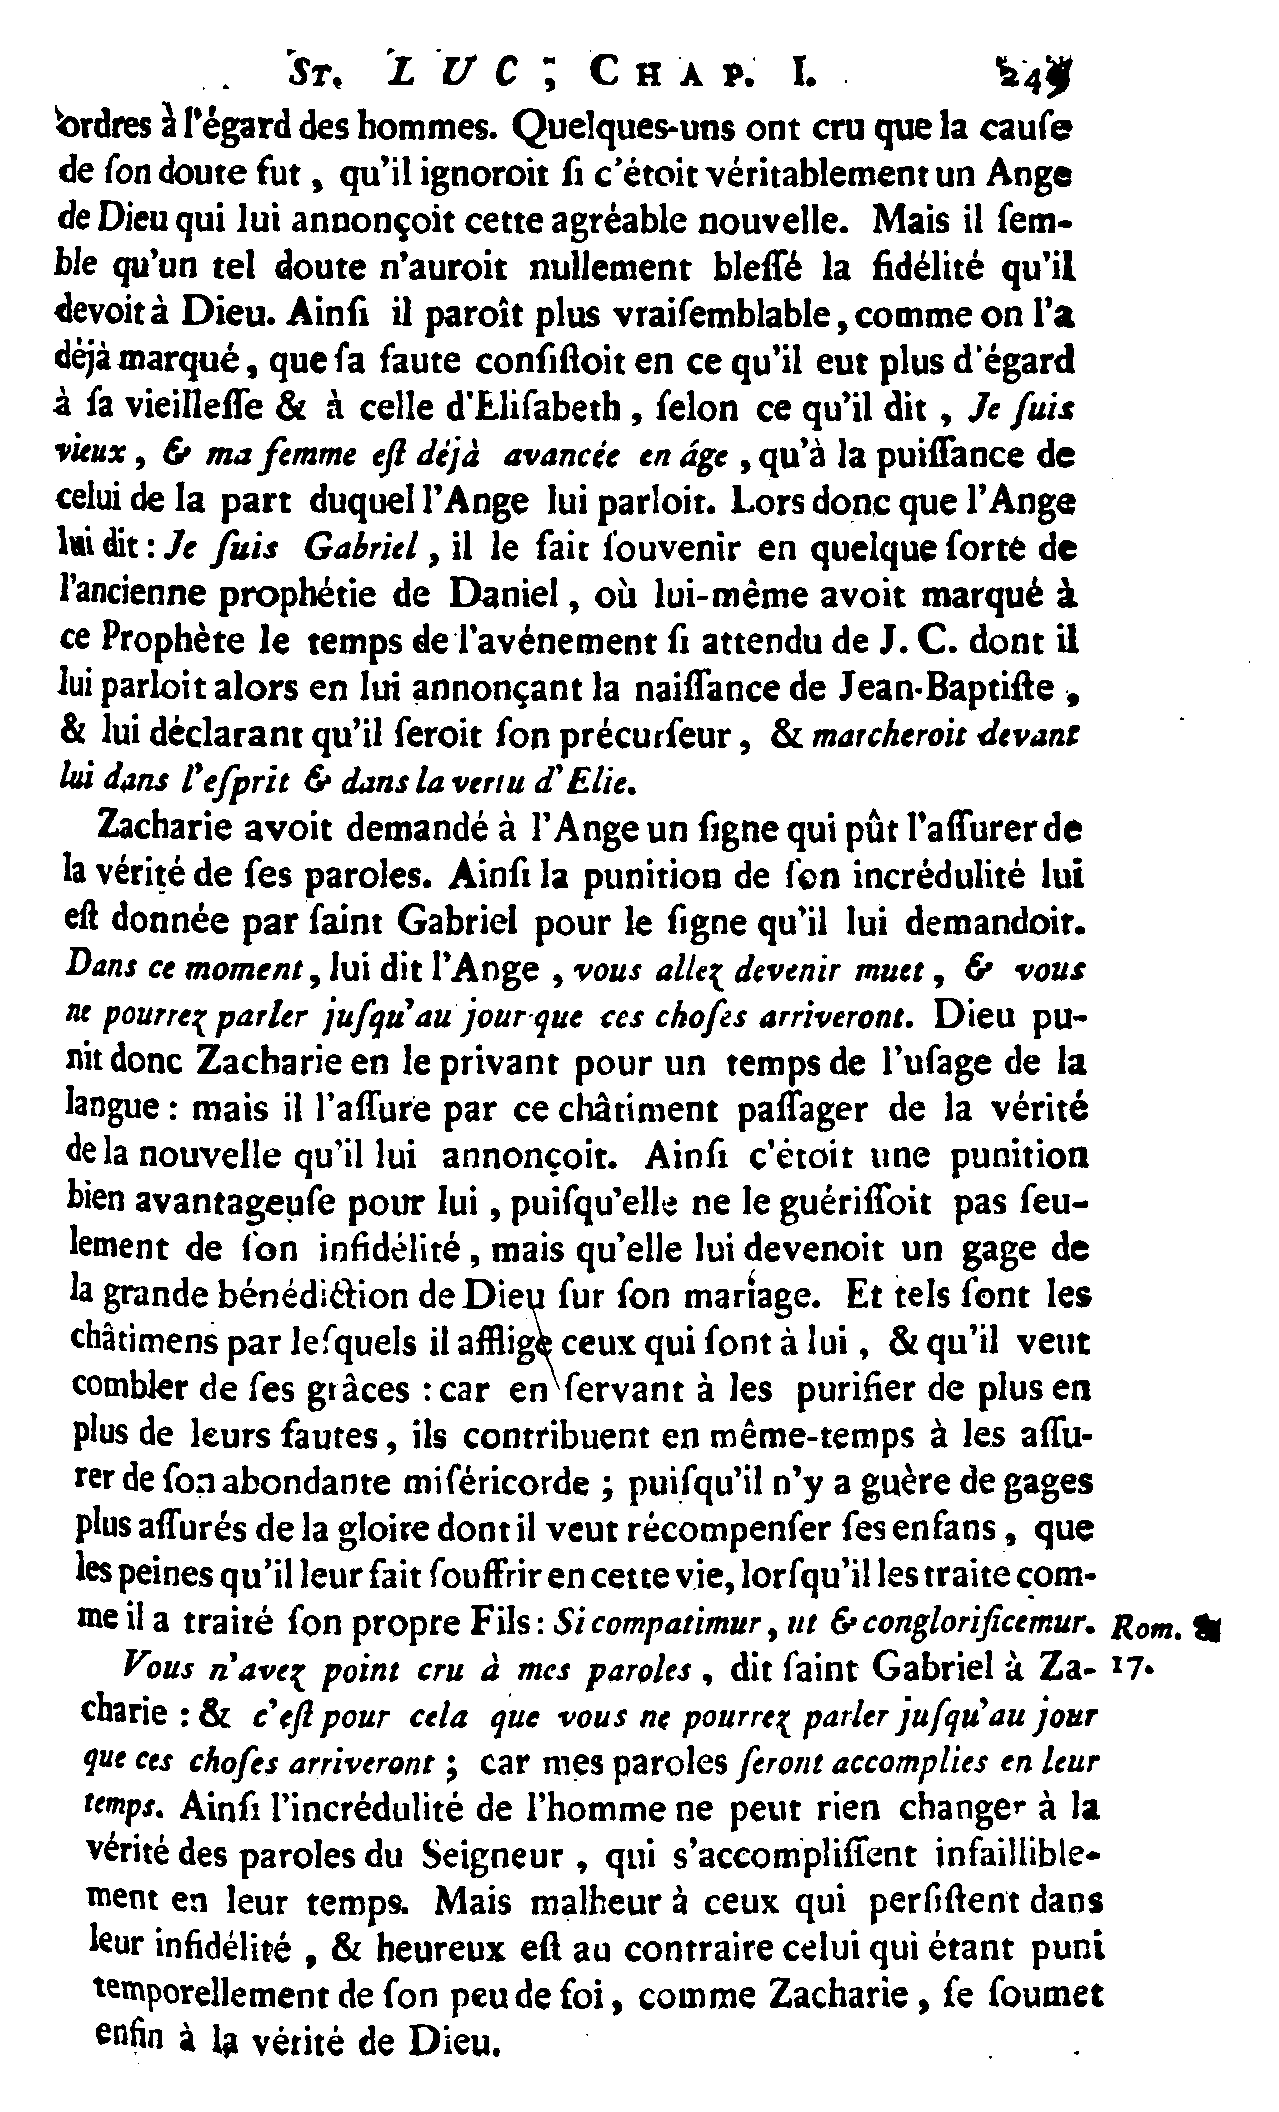 St. LUC, CHAP. I. 249
ordres à l'égard des hommes. Quelques-uns ont cru que la cauſe
de ſon doute fut, qu'il ignoroit ſi c'étoit véritablement un Ange
de Dieu qui lui annonçoit cette agréable nouvelle. Mais il ſem-
ble qu'un tel doute n'auroit nullement bleſſé la fidélité qu'il
devoit à Dieu. Ainſi il paroît plus vraiſemblable, comme on l'a
déjà marqué, que ſa faute conſiſtoit en ce qu'il eut plus d'égard
à ſa vieilleſſe & à celle d'Eliſabeth, ſelon ce qu'il dit, Je ſuis
vieux, & ma femme eſt déjà avancée en áge, qu'à la puiſſance de
celui de la part duquel l'Ange lui parloit. Lors donc que l'Ange
lui dit : Je ſuis Gabriel, il le fait ſouvenir en quelque ſorte de
l'ancienne prophétie de Daniel, où lui-même avoit marqué à
ce Prophète le temps de l'avénement ſi attendu de J. C. dont il
lui parloit alors en lui annonçant la naiſſance de Jean-Baptiſte,
& lui déclarant qu'il ſeroit ſon précurſeur, & marcheroit devant
lui dans l'eſprit & dans la vertu d'Elie.
Zacharie avoit demandé à l'Ange un ſigne qui pût l'aſſurer de
la vérité de ſes paroles. Ainſi la punition de ſon incrédulité lui
eſt donnée par ſaint Gabriel pour le ſigne qu'il lui demandoit.
Dans ce moment, lui dit l'Ange, vous allez devenir muet, & vous
ne pourrez parler juſqu'au jour que ces choſes arriveront. Dieu pu-
nit donc Zacharie en le privant pour un temps de l'uſage de la
langue : mais il l'aſſure par ce châtiment paſſager de la vérité
de la nouvelle qu'il lui annonçoit. Ainſi c'étoit une punition
bien avantageuſe pour lui, puiſqu'elle ne le guériſſoit pas ſeu-
lement de ſon infidélité, mais qu'elle lui devenoit un gage de
la grande bénédiction de Dieu ſur ſon mariage. Et tels ſont les
châtimens par leſquels il afflige ceux qui ſont à lui, & qu'il veut
combler de ſes grâces : car en ſervant à les purifier de plus en
plus de leurs fautes, ils contribuent en même-temps à les aſſu-
rer de ſon abondante miſéricorde ; puiſqu'il n'y a guère de gages
plus aſſurés de la gloire dont il veut récompenſer ſes enfans, que
les peines qu'il leur fait ſouffrir en cette vie, lorſqu'il les traite com-
me il a traité ſon propre Fils : Si compatimur, ut & conglorificemur. Rom.
Vous n'avez point cru à mes paroles, dit ſaint Gabriel à Za- 17.
charie : & c'eſt pour cela que vous ne pourrez parler juſqu'au jour
que ces choſes arriveront ; car mes paroles ſeront accomplies en leur
temps. Ainſi l'incrédulité de l'homme ne peut rien changer à la
vérité des paroles du Seigneur, qui s'accompliſſent infaillible-
ment en leur temps. Mais malheur à ceux qui perſiſtent dans
leur infidélité, & heureux eſt au contraire celui qui étant puni
temporellement de ſon peu de foi, comme Zacharie, ſe ſoumet
enfin à la vérité de Dieu.